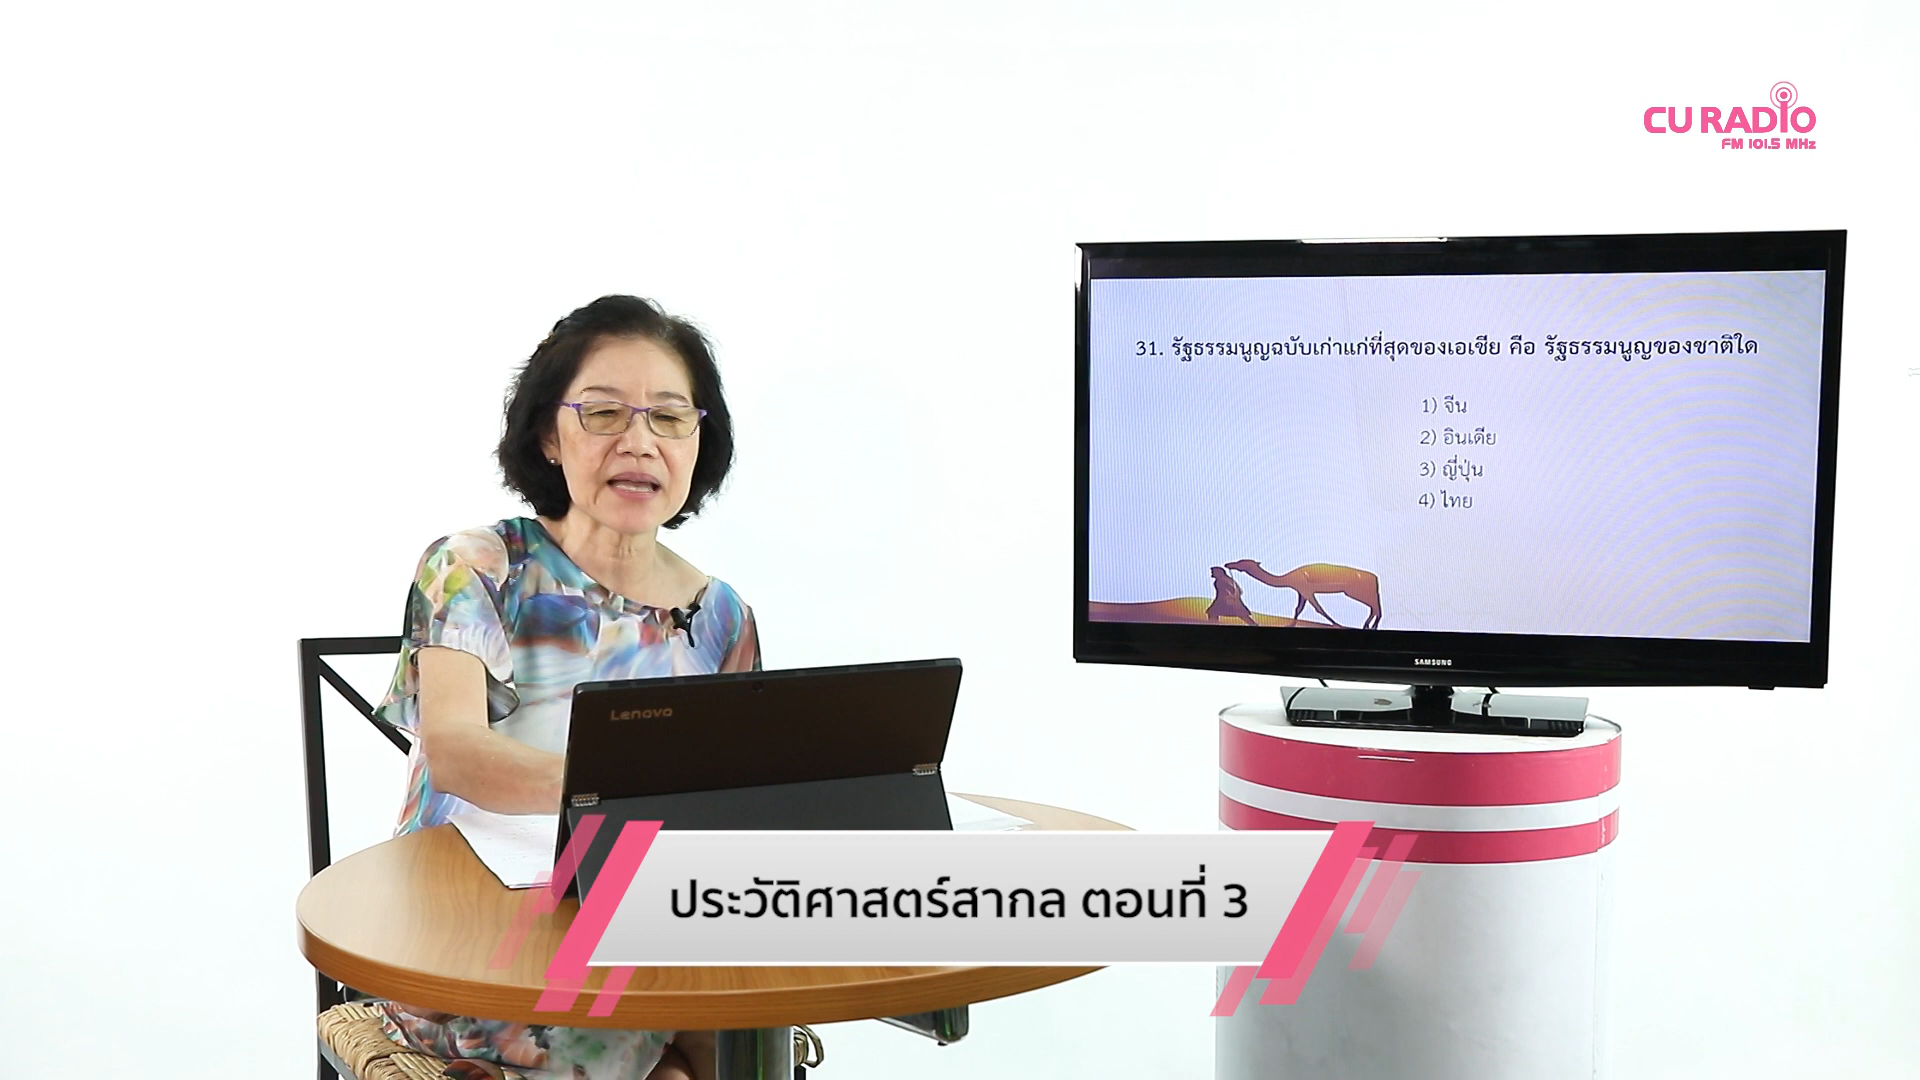 CU RADIO
FM 101.5 MHz
31. รัฐธรรมนูญฉบับเก่าแก่ที่สุดของเอเชีย คือ รัฐธรรมนูญของชาติใด
1) จีน
2) อินเดีย
3) ญี่ปุ่น
4) ไทย
SAMSUNG
Lenovo
ประวัติศาสตร์สากล ตอนที่ 3